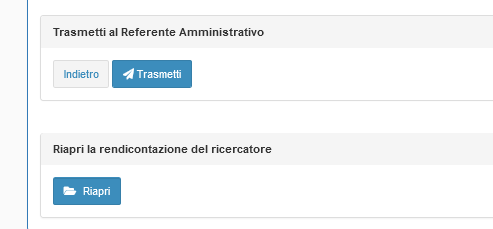 Trasmetti al Referente Amministrativo
Indietro Trasmetti
Riapri la rendicontazione del ricercatore
Riapri